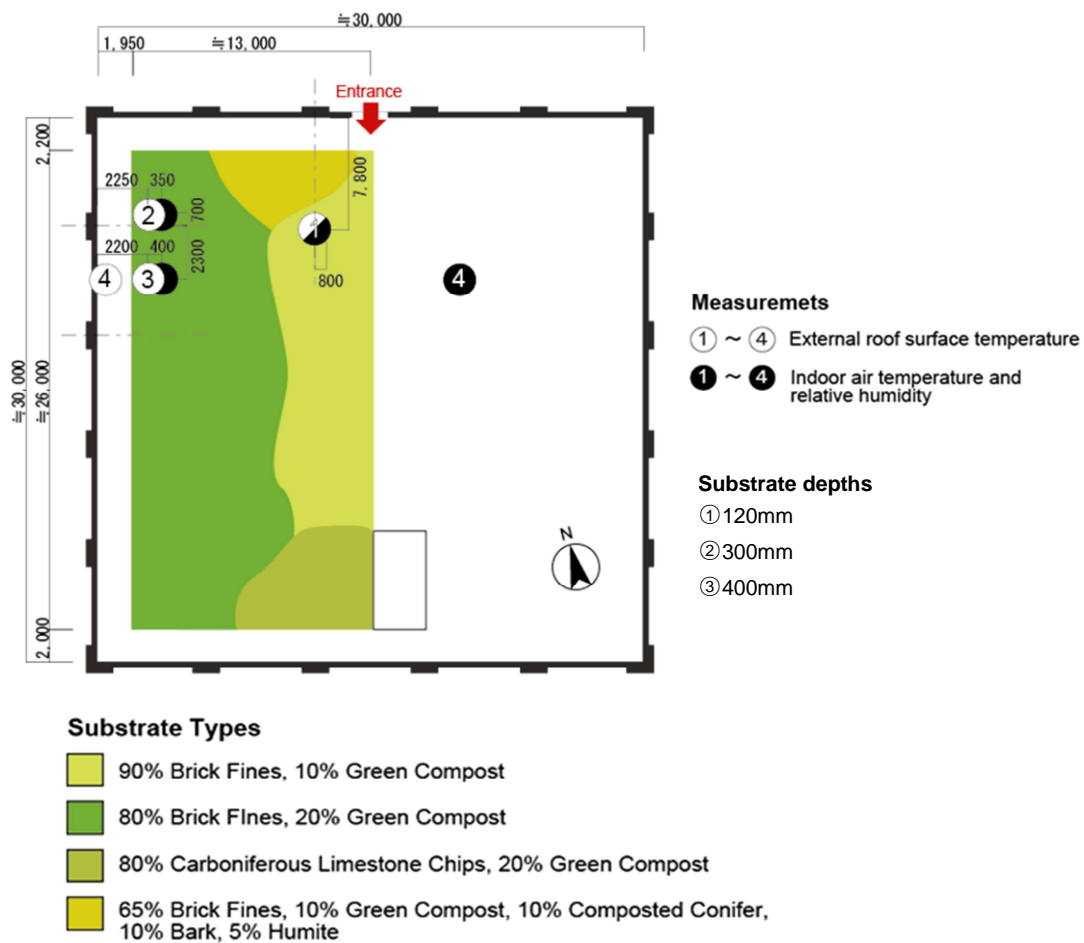 ≒30,000
1,950
≒13,000
Entrance
2,200
7.800
2250
350
2
700
1
2200
400
2300
4
3
800
4
≒30,000
≒26,000
N
2,000
Measuremets
1 ~ 4 External roof surface temperature
1 ~ 4 Indoor air temperature and
relative humidity
Substrate depths
①120mm
②300mm
③400mm
Substrate Types
90% Brick Fines, 10% Green Compost
80% Brick FInes, 20% Green Compost
80% Carboniferous Limestone Chips, 20% Green Compost
65% Brick Fines, 10% Green Compost, 10% Composted Conifer,
10% Bark, 5% Humite